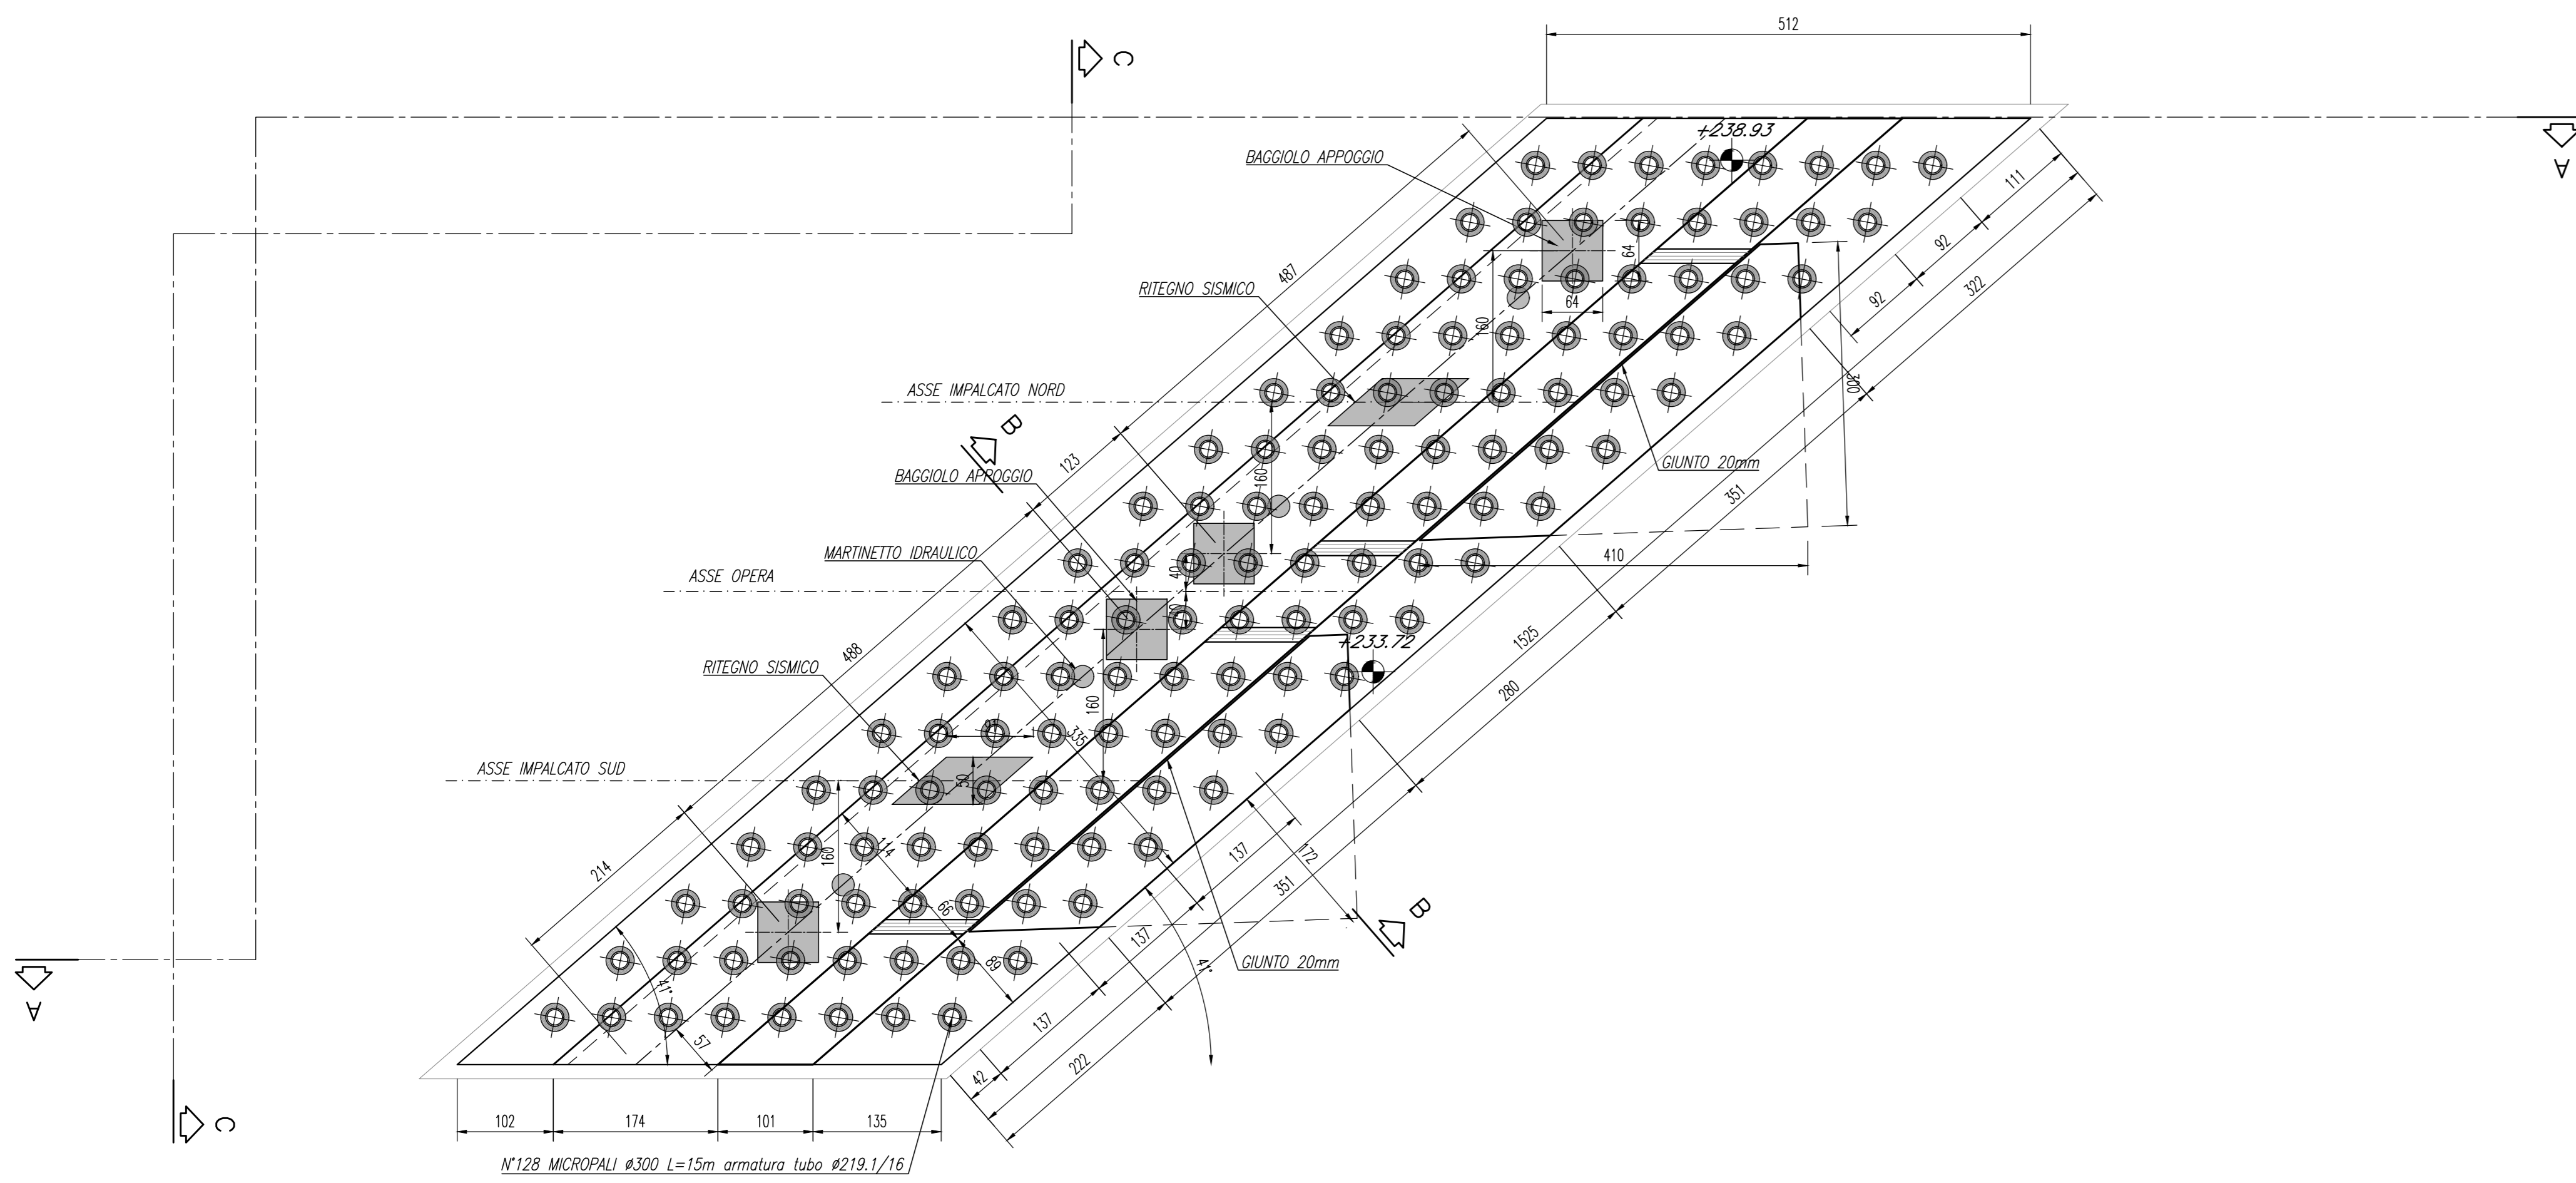 512
C
A
+238.93
BAGGIOLO APPOGGIO
111
92
322
487
64
RITEGNO SISMICO
64
92
160
300
ASSE IMPALCATO NORD
B
123
GIUNTO 20mm
BAGGIOLO APPOGGIO
160
351
MARTINETTO IDRAULICO
410
40
ASSE OPERA
40
1525
+233.72
488
RITEGNO SISMICO
280
160
91
335
ASSE IMPALCATO SUD
50
114
160
137
172
214
351
66
B
137
89
GIUNTO 20mm
41°
A
41°
137
57
42
222
102
174
101
135
C
N°128 MICROPALI ø300 L=15m armatura tubo ø219.1/16